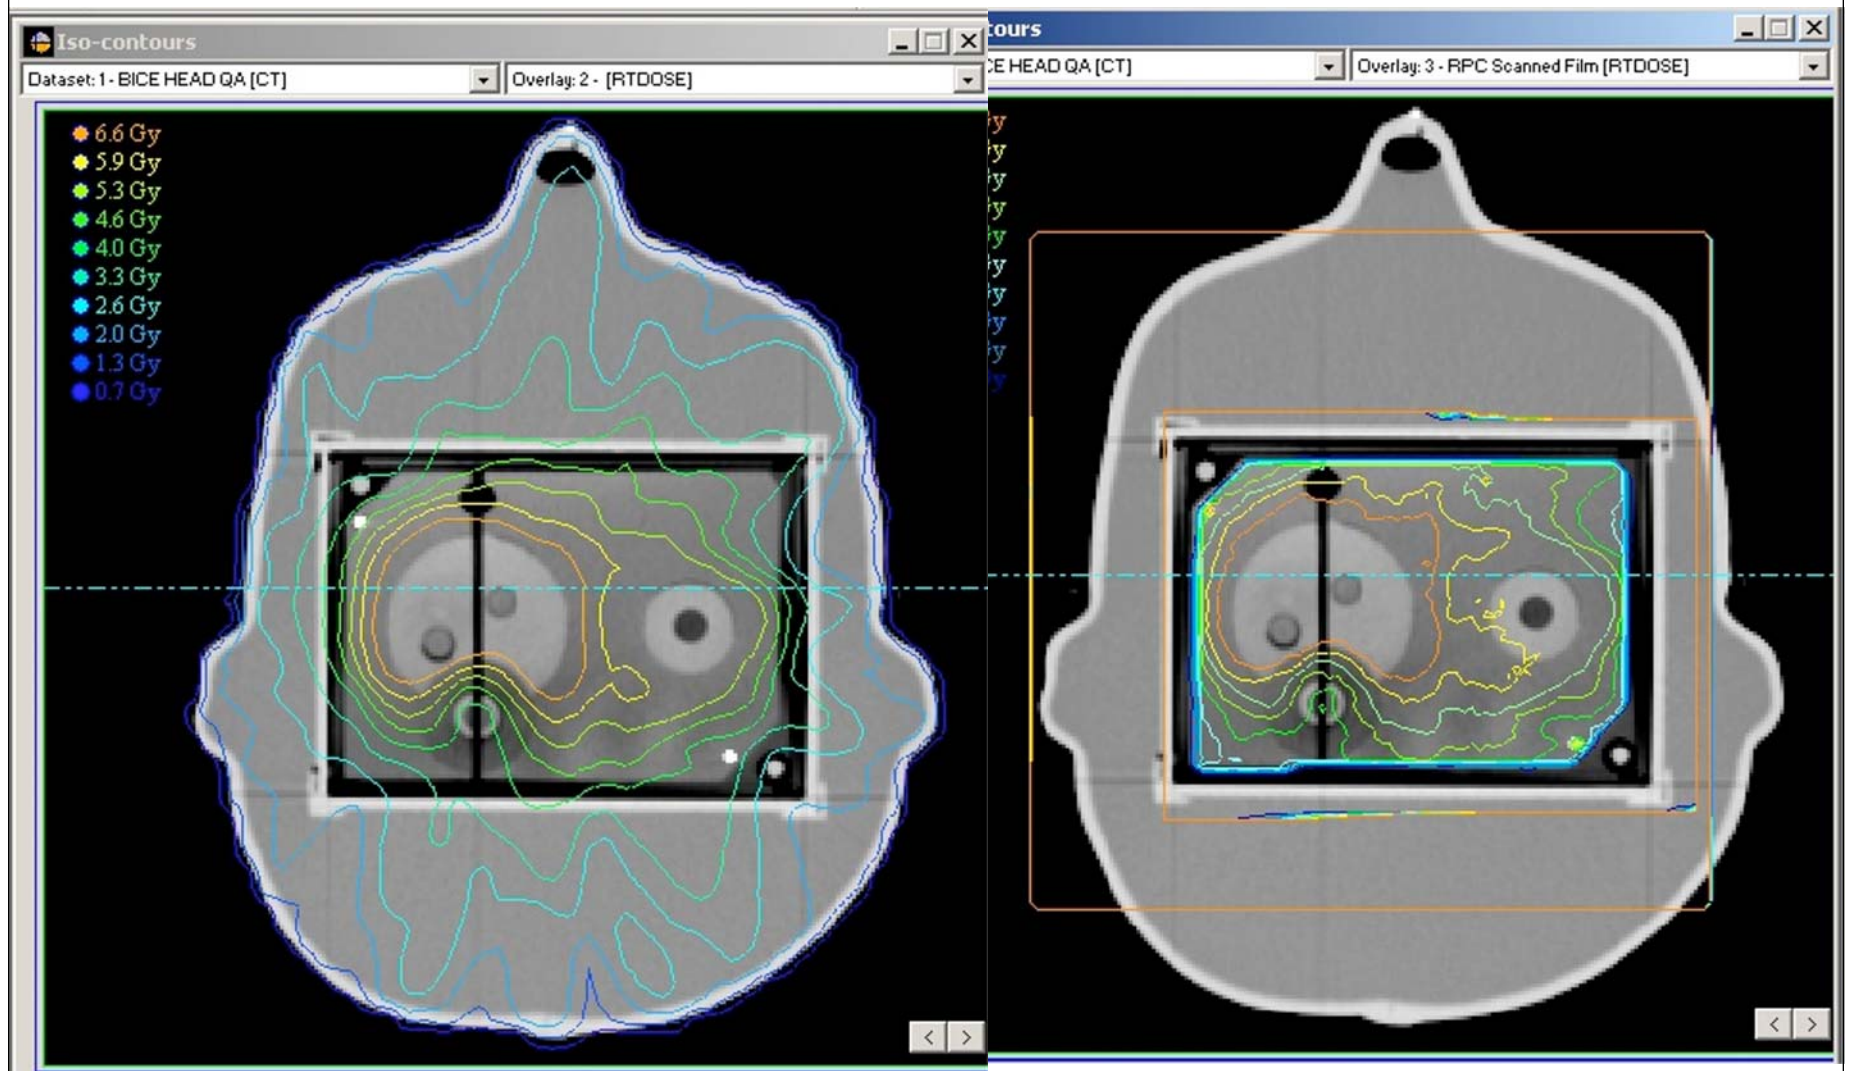 Iso-contours
Dataset: 1 - BICE HEAD QA [CT]
Overlay: 2 - [RTDOSE]
6.6 Gy
5.9 Gy
5.3 Gy
4.6 Gy
4.0 Gy
3.3 Gy
2.6 Gy
2.0 Gy
1.3 Gy
0.7 Gy
tours
CE HEAD QA [CT]
Overlay: 3 - RPC Scanned Film [RTDOSE]
y
y
y
y
y
y
y
y
y
y